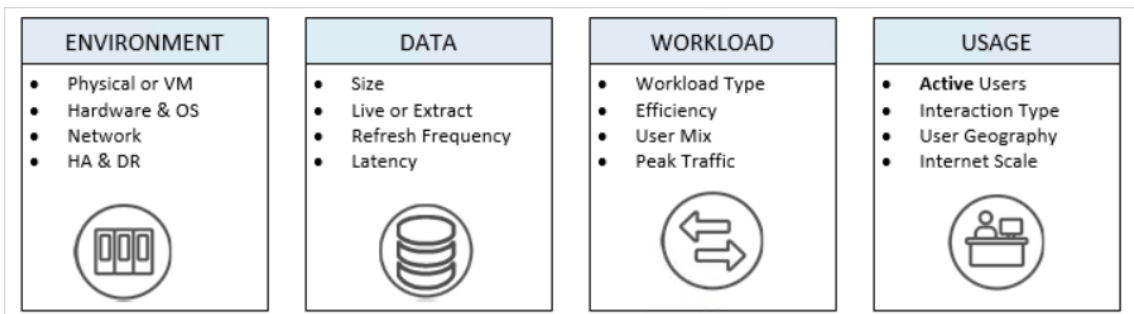 ENVIRONMENT
• Physical or VM
• Hardware & OS
• Network
• HA & DR
DATA
• Size
• Live or Extract
• Refresh Frequency
• Latency
WORKLOAD
• Workload Type
• Efficiency
• User Mix
• Peak Traffic
USAGE
• Active Users
• Interaction Type
• User Geography
• Internet Scale